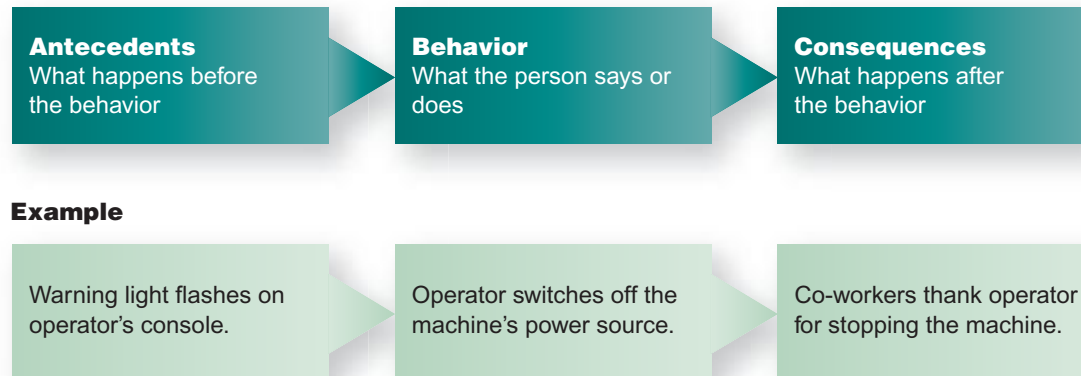 Antecedents
What happens before
the behavior
Behavior
What the person says or
does
Consequences
What happens after
the behavior
Example
Warning light flashes on
operator's console.
Operator switches off the
machine's power source.
Co-workers thank operator
for stopping the machine.